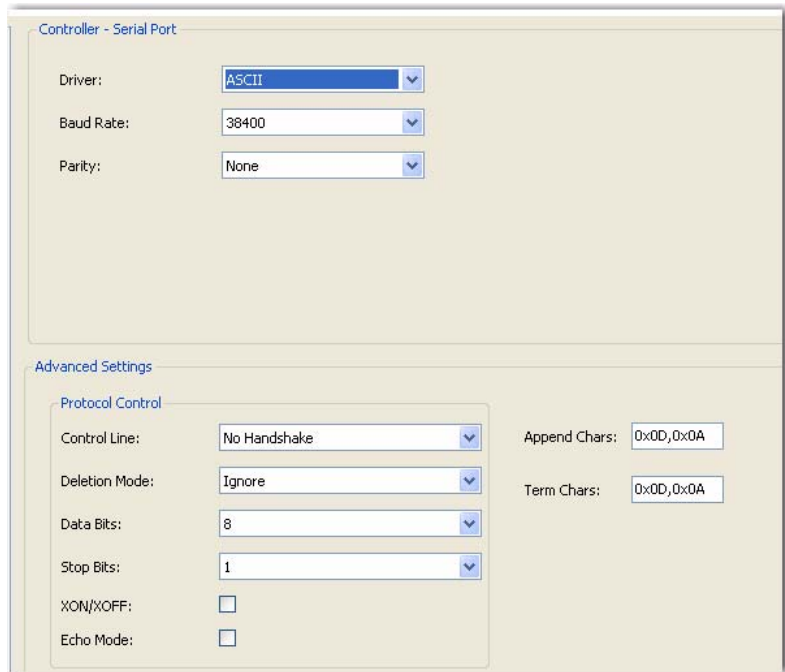 Controller - Serial Port
Driver: ASCII
Baud Rate: 38400
Parity: None
Advanced Settings
Protocol Control
Control Line: No Handshake
Append Chars: 0x0D,0x0A
Deletion Mode: Ignore
Term Chars: 0x0D,0x0A
Data Bits: 8
Stop Bits: 1
XON/XOFF:
Echo Mode: